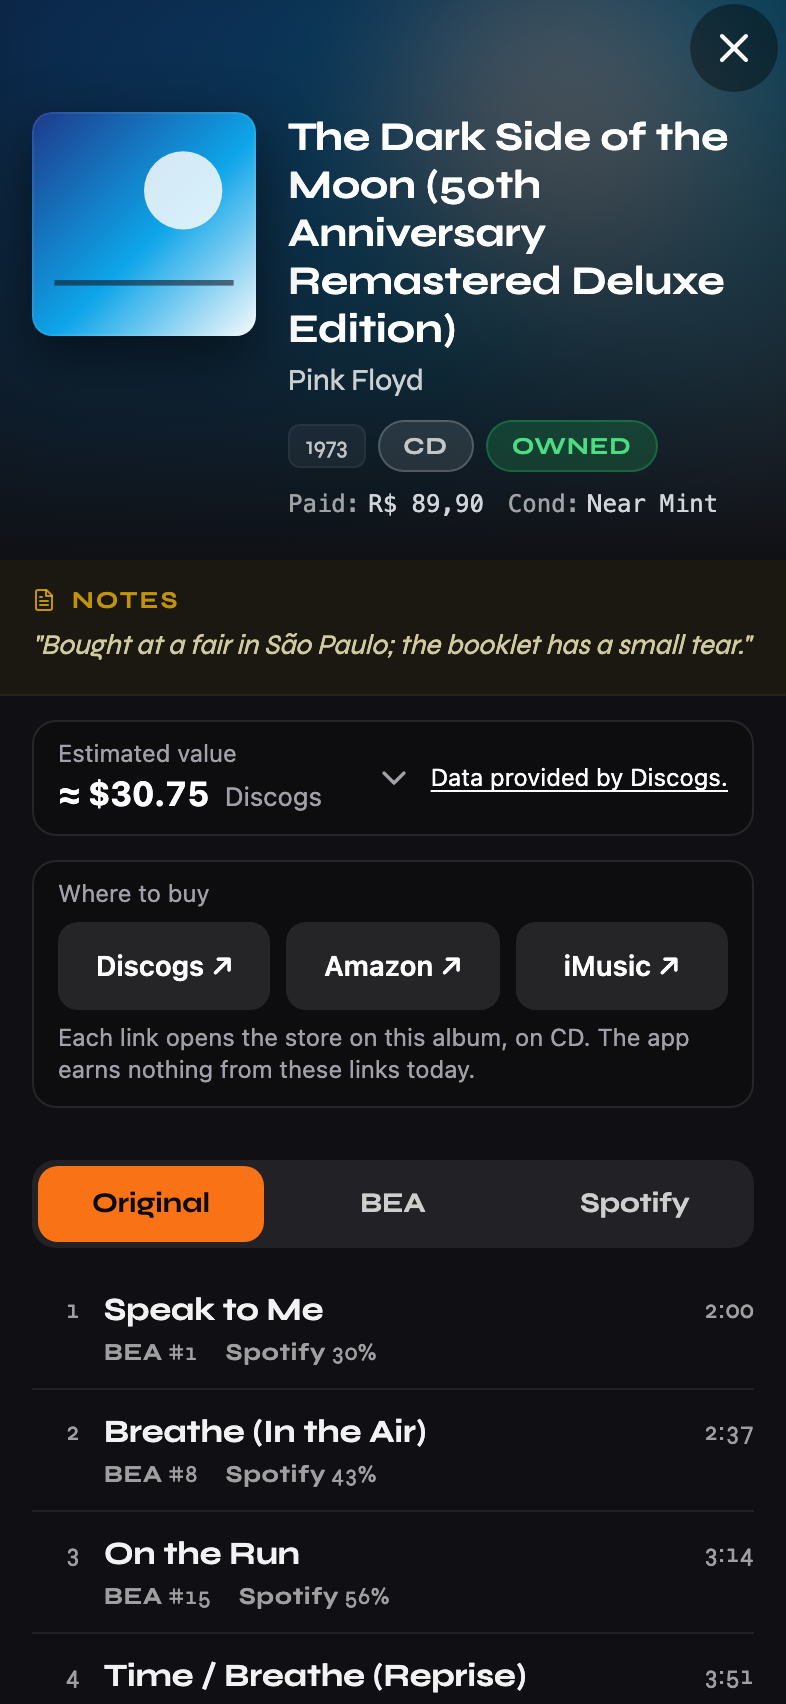 The Dark Side of the
Moon (50th
Anniversary
Remastered Deluxe
Edition)
Pink Floyd
1973 CD OWNED
Paid: R$ 89,90 Cond: Near Mint
NOTES
"Bought at a fair in São Paulo; the booklet has a small tear."
Estimated value
≈ $30.75 Discogs
Data provided by Discogs.
Where to buy
Discogs ↗ Amazon ↗ iMusic ↗
Each link opens the store on this album, on CD. The app
earns nothing from these links today.
Original BEA Spotify
1 Speak to Me 2:00
BEA #1 Spotify 30%
2 Breathe (In the Air) 2:37
BEA #8 Spotify 43%
3 On the Run 3:14
BEA #15 Spotify 56%
4 Time / Breathe (Reprise) 3:51